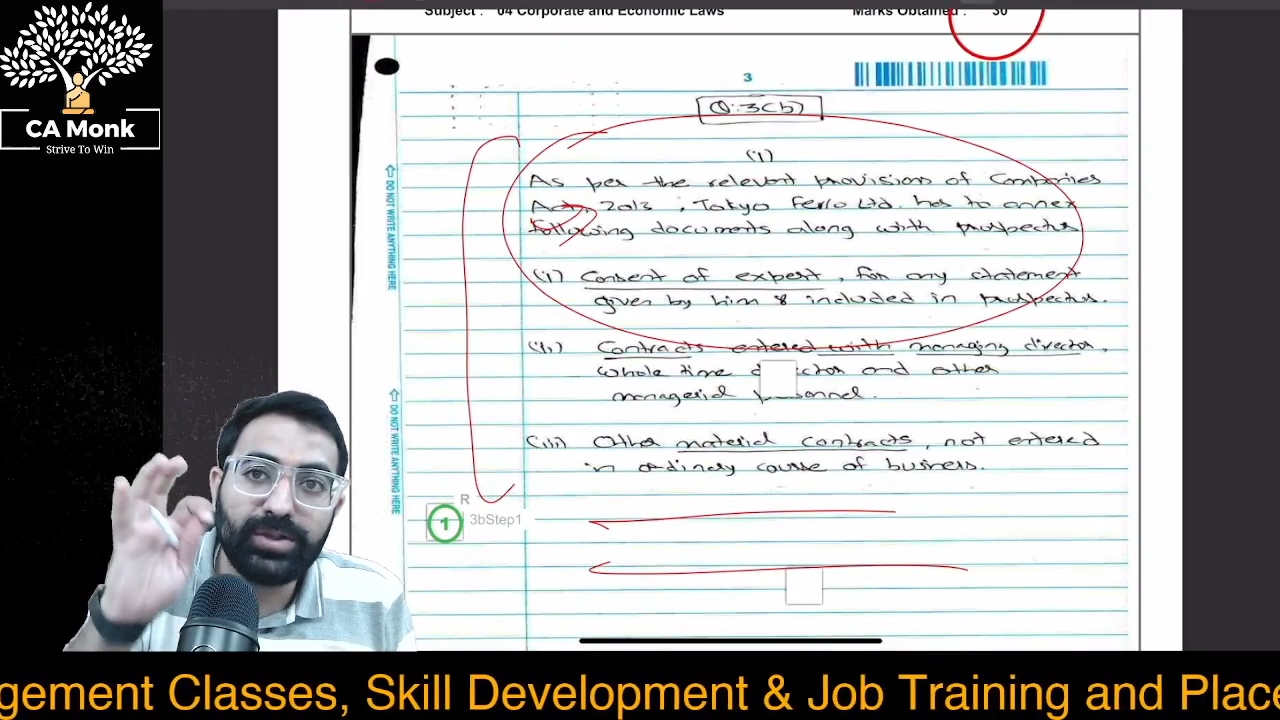 Subject : 04 Corporate and Economic Laws Marks Obtained : 30
CA Monk
Strive To Win
3
Q.3(b)
(i)
As per the relevant provisions of Companies
Act, 2013, Tokyo Ferro Ltd. has to annex
following documents along with prospectus
(i) Consent of expert, for any statement
given by him & included in prospectus.
(ii) Contracts entered with managing director,
whole time and other
managerial
(iii) Other material contracts, not entered
in ordinary course of business.
DO NOT WRITE ANYTHING HERE
DO NOT WRITE ANYTHING HERE
R
1 3bStep1
gement Classes, Skill Development & Job Training and Place